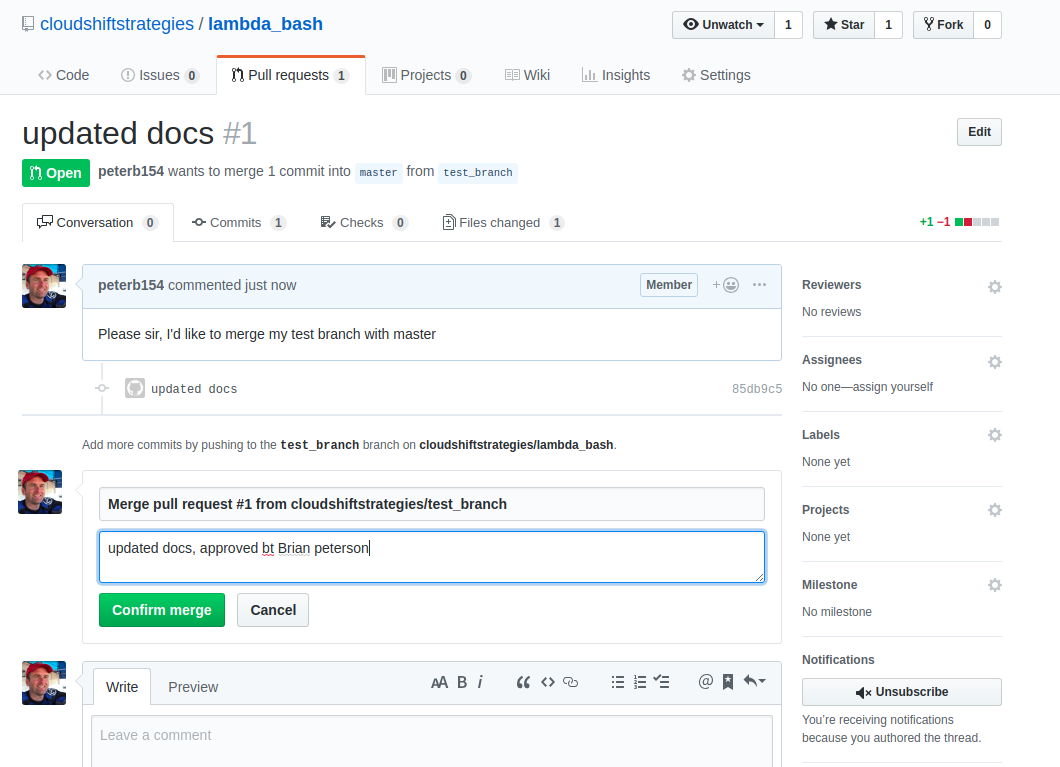 cloudshiftstrategies / lambda_bash
Unwatch 1 Star 1 Fork 0
Code Issues 0 Pull requests 1 Projects 0 Wiki Insights Settings
updated docs #1
Edit
Open peterb154 wants to merge 1 commit into master from test_branch
Conversation 0 Commits 1 Checks 0 Files changed 1 +1 −1
peterb154 commented just now Member + ···
Please sir, I'd like to merge my test branch with master
updated docs 85db9c5
Add more commits by pushing to the test_branch branch on cloudshiftstrategies/lambda_bash.
Merge pull request #1 from cloudshiftstrategies/test_branch
updated docs, approved bt Brian peterson
Confirm merge Cancel
Write Preview AA B i “ <> @
Leave a comment
Reviewers
No reviews
Assignees
No one—assign yourself
Labels
None yet
Projects
None yet
Milestone
No milestone
Notifications
Unsubscribe
You’re receiving notifications
because you authored the thread.